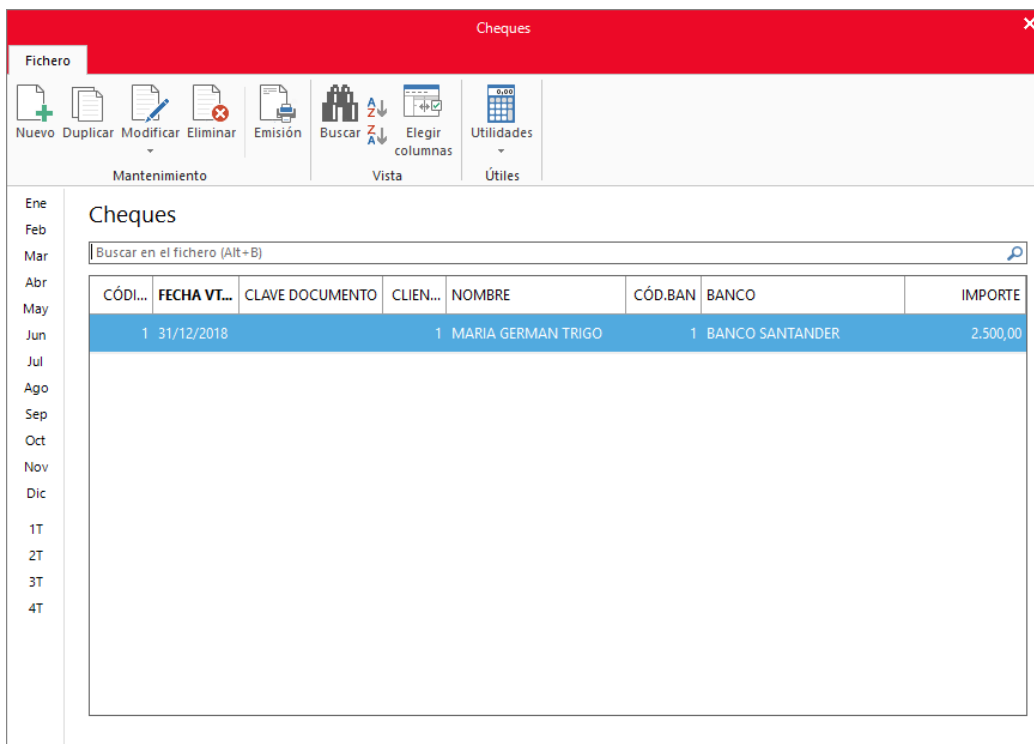 Cheques
Fichero
Nuevo Duplicar Modificar Eliminar Emisión Buscar Elegir columnas Utilidades
Mantenimiento Vista Útiles
Ene
Feb
Mar
Abr
May
Jun
Jul
Ago
Sep
Oct
Nov
Dic
1T
2T
3T
4T
Cheques
Buscar en el fichero (Alt+B)
CÓDI... FECHA VT... CLAVE DOCUMENTO CLIEN... NOMBRE CÓD.BAN BANCO IMPORTE
1 31/12/2018 1 MARIA GERMAN TRIGO 1 BANCO SANTANDER 2.500,00